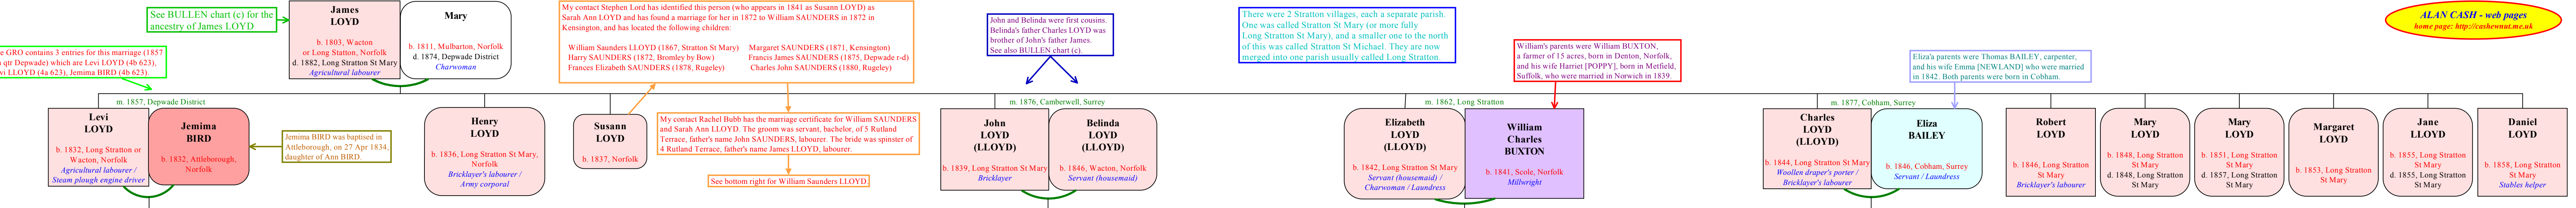 See BULLEN chart (c) for the
ancestry of James LOYD
James
LOYD
b. 1803, Wacton
or Long Statton, Norfolk
d. 1882, Long Stratton St Mary
Agricultural labourer
Mary
b. 1811, Mulbarton, Norfolk
d. 1874, Depwade District
Charwoman
My contact Stephen Lord has identified this person (who appears in 1841 as Susann LOYD) as
Sarah Ann LOYD and has found a marriage for her in 1872 to William SAUNDERS in 1872 in
Kensington, and has located the following children:
William Saunders LLOYD (1867, Stratton St Mary) Margaret SAUNDERS (1871, Kensington)
Harry SAUNDERS (1872, Bromley by Bow) Francis James SAUNDERS (1875, Depwade r-d)
Frances Elizabeth SAUNDERS (1878, Rugeley) Charles John SAUNDERS (1880, Rugeley)
John and Belinda were first cousins.
Belinda's father Charles LOYD was
brother of John's father James.
See also BULLEN chart (c).
There were 2 Stratton villages, each a separate parish.
One was called Stratton St Mary (or more fully
Long Stratton St Mary), and a smaller one to the north
of this was called Stratton St Michael. They are now
merged into one parish usually called Long Stratton.
William's parents were William BUXTON,
a farmer of 15 acres, born in Denton, Norfolk,
and his wife Harriet [POPPY], born in Metfield,
Suffolk, who were married in Norwich in 1839.
Eliza's parents were Thomas BAILEY, carpenter,
and his wife Emma [NEWLAND] who were married
in 1842. Both parents were born in Cobham.
ALAN CASH - web pages
home page: http://cashewnut.me.uk
e GRO contains 3 entries for this marriage (1857
qtr Depwade) which are Levi LOYD (4b 623),
vi LLOYD (4a 623), Jemima BIRD (4b 623).
m. 1857, Depwade District
Levi
LOYD
b. 1832, Long Stratton or
Wacton, Norfolk
Agricultural labourer /
Steam plough engine driver
Jemima
BIRD
b. 1832, Attleborough,
Norfolk
Jemima BIRD was baptised in
Attleborough, on 27 Apr 1834,
daughter of Ann BIRD.
Henry
LOYD
b. 1836, Long Stratton St Mary,
Norfolk
Bricklayer's labourer /
Army corporal
Susann
LOYD
b. 1837, Norfolk
My contact Rachel Bubb has the marriage certificate for William SAUNDERS
and Sarah Ann LLOYD. The groom was servant, bachelor, of 5 Rutland
Terrace, father's name John SAUNDERS, labourer. The bride was spinster of
4 Rutland Terrace, father's name James LLOYD, labourer.
See bottom right for William Saunders LLOYD.
m. 1876, Camberwell, Surrey
John
LOYD
(LLOYD)
b. 1839, Long Stratton St Mary
Bricklayer
Belinda
LOYD
(LLOYD)
b. 1846, Wacton, Norfolk
Servant (housemaid)
m. 1862, Long Stratton
Elizabeth
LOYD
(LLOYD)
b. 1842, Long Stratton St Mary
Servant (housemaid) /
Charwoman / Laundress
William
Charles
BUXTON
b. 1841, Scole, Norfolk
Millwright
m. 1877, Cobham, Surrey
Charles
LOYD
(LLOYD)
b. 1844, Long Stratton St Mary
Woollen draper's porter /
Bricklayer's labourer
Eliza
BAILEY
b. 1846, Cobham, Surrey
Servant / Laundress
Robert
LOYD
b. 1846, Long Stratton
St Mary
Bricklayer's labourer
Mary
LOYD
b. 1848, Long Stratton
St Mary
d. 1848, Long Stratton
St Mary
Mary
LOYD
b. 1851, Long Stratton
St Mary
d. 1857, Long Stratton
St Mary
Margaret
LOYD
b. 1853, Long Stratton
St Mary
Jane
LLOYD
b. 1855, Long Stratton
St Mary
d. 1855, Long Stratton
St Mary
Daniel
LOYD
b. 1858, Long Stratton
St Mary
Stables helper